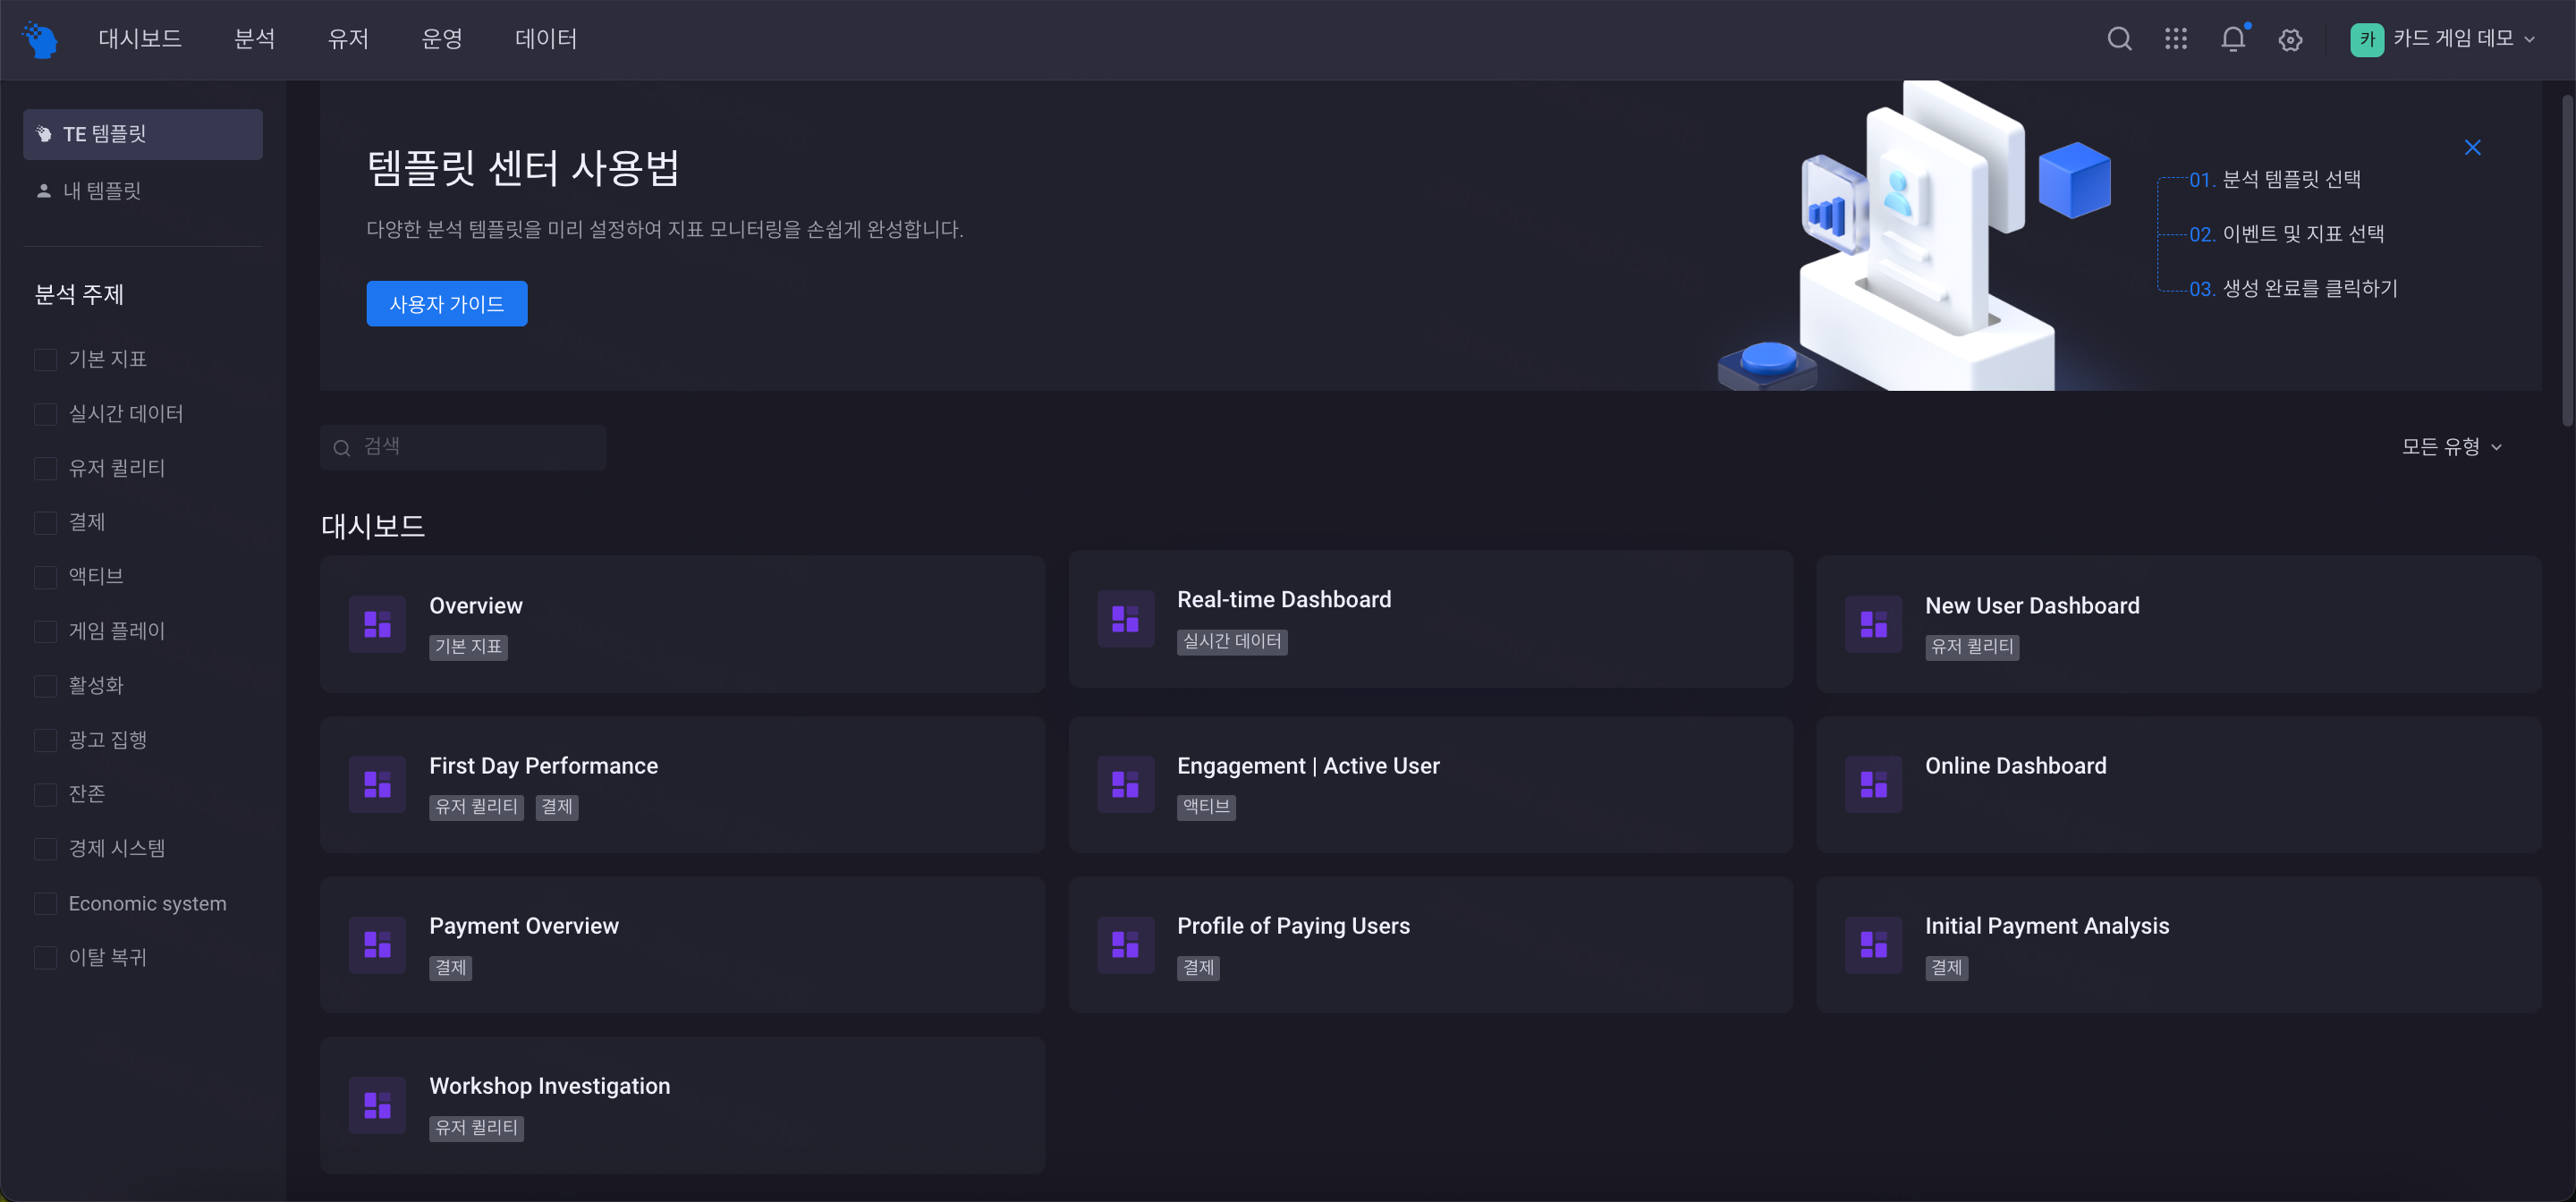 대시보드 분석 유저 운영 데이터 카 카드 게임 데모
TE 템플릿
내 템플릿
분석 주제
기본 지표
실시간 데이터
유저 퀄리티
결제
액티브
게임 플레이
활성화
광고 집행
잔존
경제 시스템
Economic system
이탈 복귀
템플릿 센터 사용법
다양한 분석 템플릿을 미리 설정하여 지표 모니터링을 손쉽게 완성합니다.
사용자 가이드
01. 분석 템플릿 선택
02. 이벤트 및 지표 선택
03. 생성 완료를 클릭하기
검색
모든 유형
대시보드
Overview
기본 지표
Real-time Dashboard
실시간 데이터
New User Dashboard
유저 퀄리티
First Day Performance
유저 퀄리티 결제
Engagement | Active User
액티브
Online Dashboard
Payment Overview
결제
Profile of Paying Users
결제
Initial Payment Analysis
결제
Workshop Investigation
유저 퀄리티